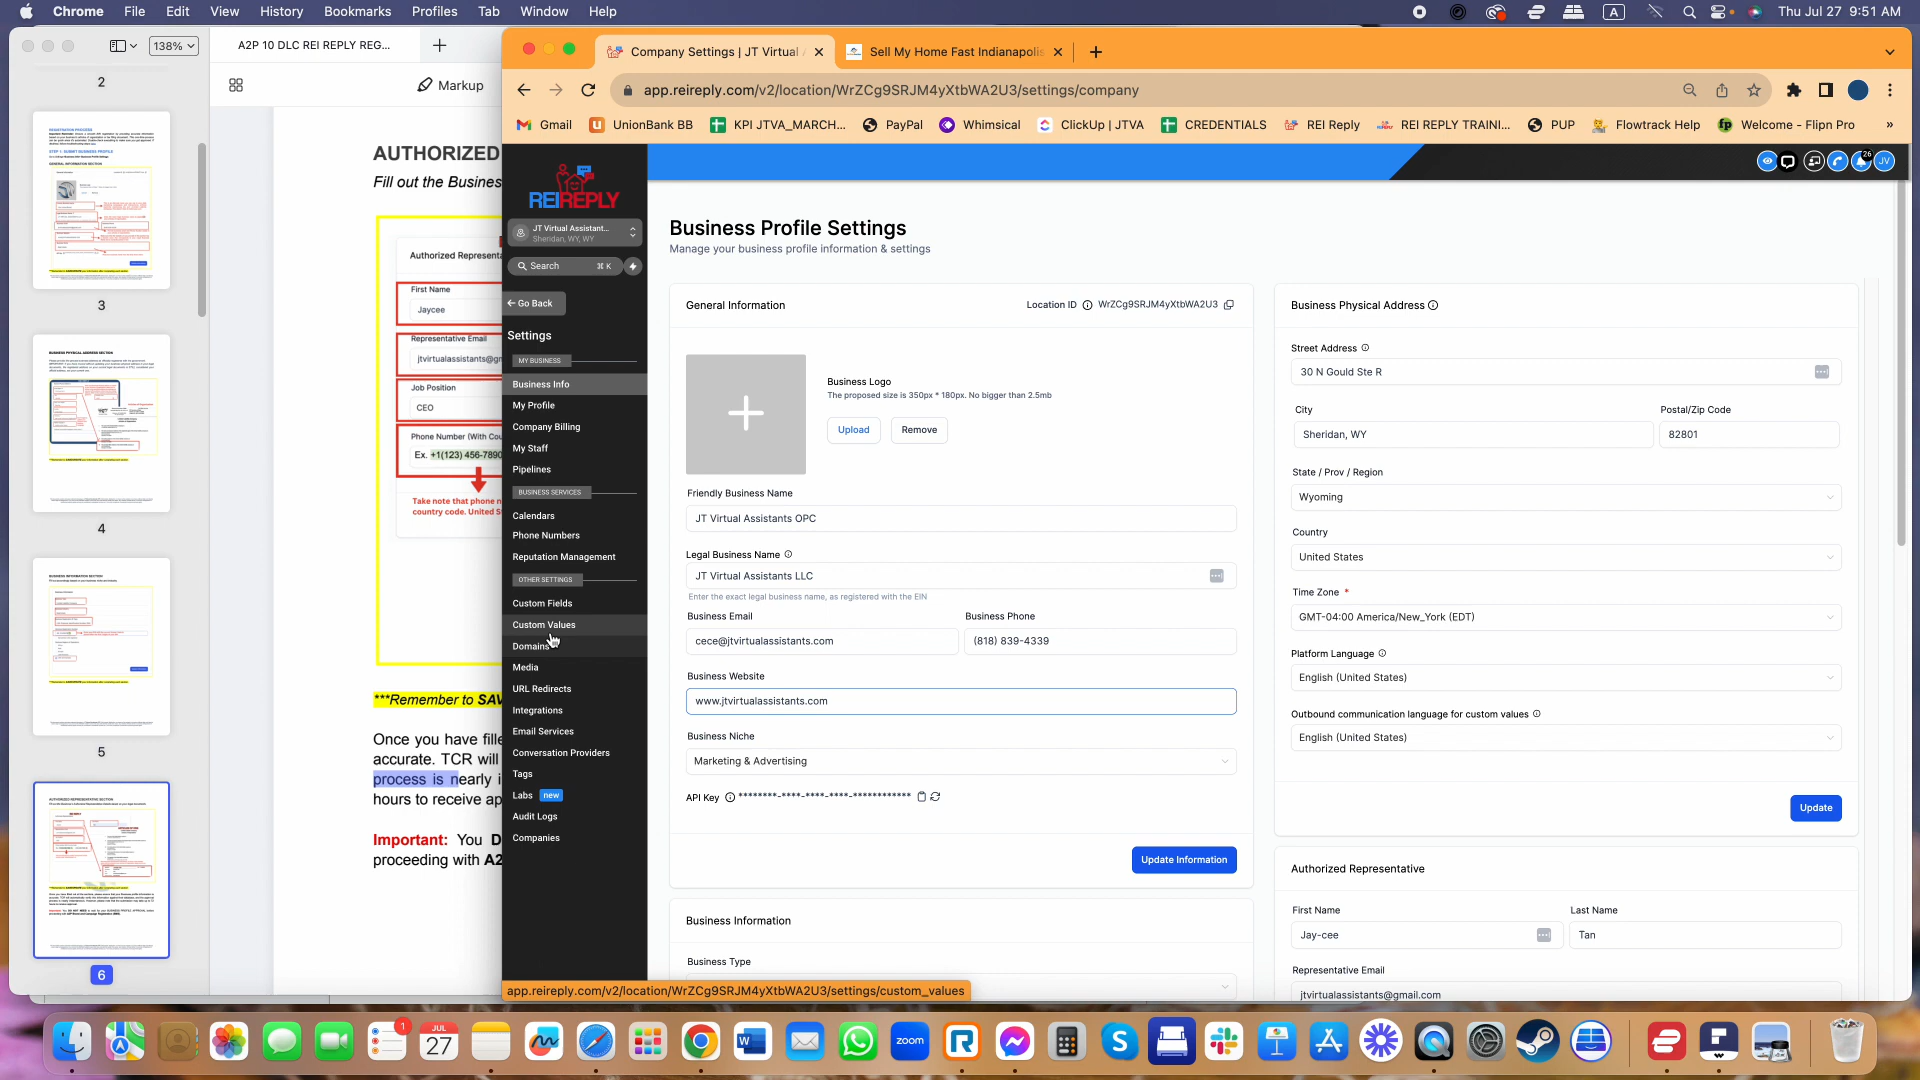 Chrome File Edit View History Bookmarks Profiles Tab Window Help
A
Thu Jul 27 9:51 AM
138%
A2P 10 DLC REI REPLY REG...
Markup
2
3
4
5
6
AUTHORIZED
Fill out the Busines
Authorized Representa
First Name
Jaycee
Representative Email
jtvirtualassistants@gn
Job Position
CEO
Phone Number (With Cou
Ex. +1(123) 456-7890
Take note that phone n
country code. United St
***Remember to SAV
Once you have fille
accurate. TCR will
process is nearly i
hours to receive ap
Important: You D
proceeding with A2
Company Settings | JT Virtual
Sell My Home Fast Indianapolis
app.reireply.com/v2/location/WrZCg9SRJM4yXtbWA2U3/settings/company
Gmail
UnionBank BB
KPI JTVA_MARCH...
PayPal
Whimsical
ClickUp | JTVA
CREDENTIALS
REI Reply
REI REPLY TRAINI...
PUP
Flowtrack Help
Welcome - Flipn Pro
»
REIREPLY
26
JV
JT Virtual Assistant...
Sheridan, WY, WY
Search ⌘ K
Go Back
Settings
MY BUSINESS
Business Info
My Profile
Company Billing
My Staff
Pipelines
BUSINESS SERVICES
Calendars
Phone Numbers
Reputation Management
OTHER SETTINGS
Custom Fields
Custom Values
Domains
Media
URL Redirects
Integrations
Email Services
Conversation Providers
Tags
Labs new
Audit Logs
Companies
Business Profile Settings
Manage your business profile information & settings
General Information
Location ID WrZCg9SRJM4yXtbWA2U3
Business Logo
The proposed size is 350px * 180px. No bigger than 2.5mb
Upload
Remove
Friendly Business Name
JT Virtual Assistants OPC
Legal Business Name
JT Virtual Assistants LLC
Enter the exact legal business name, as registered with the EIN
Business Email
Business Phone
cece@jtvirtualassistants.com
(818) 839-4339
Business Website
www.jtvirtualassistants.com
Business Niche
Marketing & Advertising
API Key ********-****-****-****-************
Update Information
Business Information
Business Type
Business Physical Address
Street Address
30 N Gould Ste R
City
Postal/Zip Code
Sheridan, WY
82801
State / Prov / Region
Wyoming
Country
United States
Time Zone *
GMT-04:00 America/New_York (EDT)
Platform Language
English (United States)
Outbound communication language for custom values
English (United States)
Update
Authorized Representative
First Name
Last Name
Jay-cee
Tan
Representative Email
jtvirtualassistants@gmail.com
app.reireply.com/v2/location/WrZCg9SRJM4yXtbWA2U3/settings/custom_values
1
JUL
27
zoom